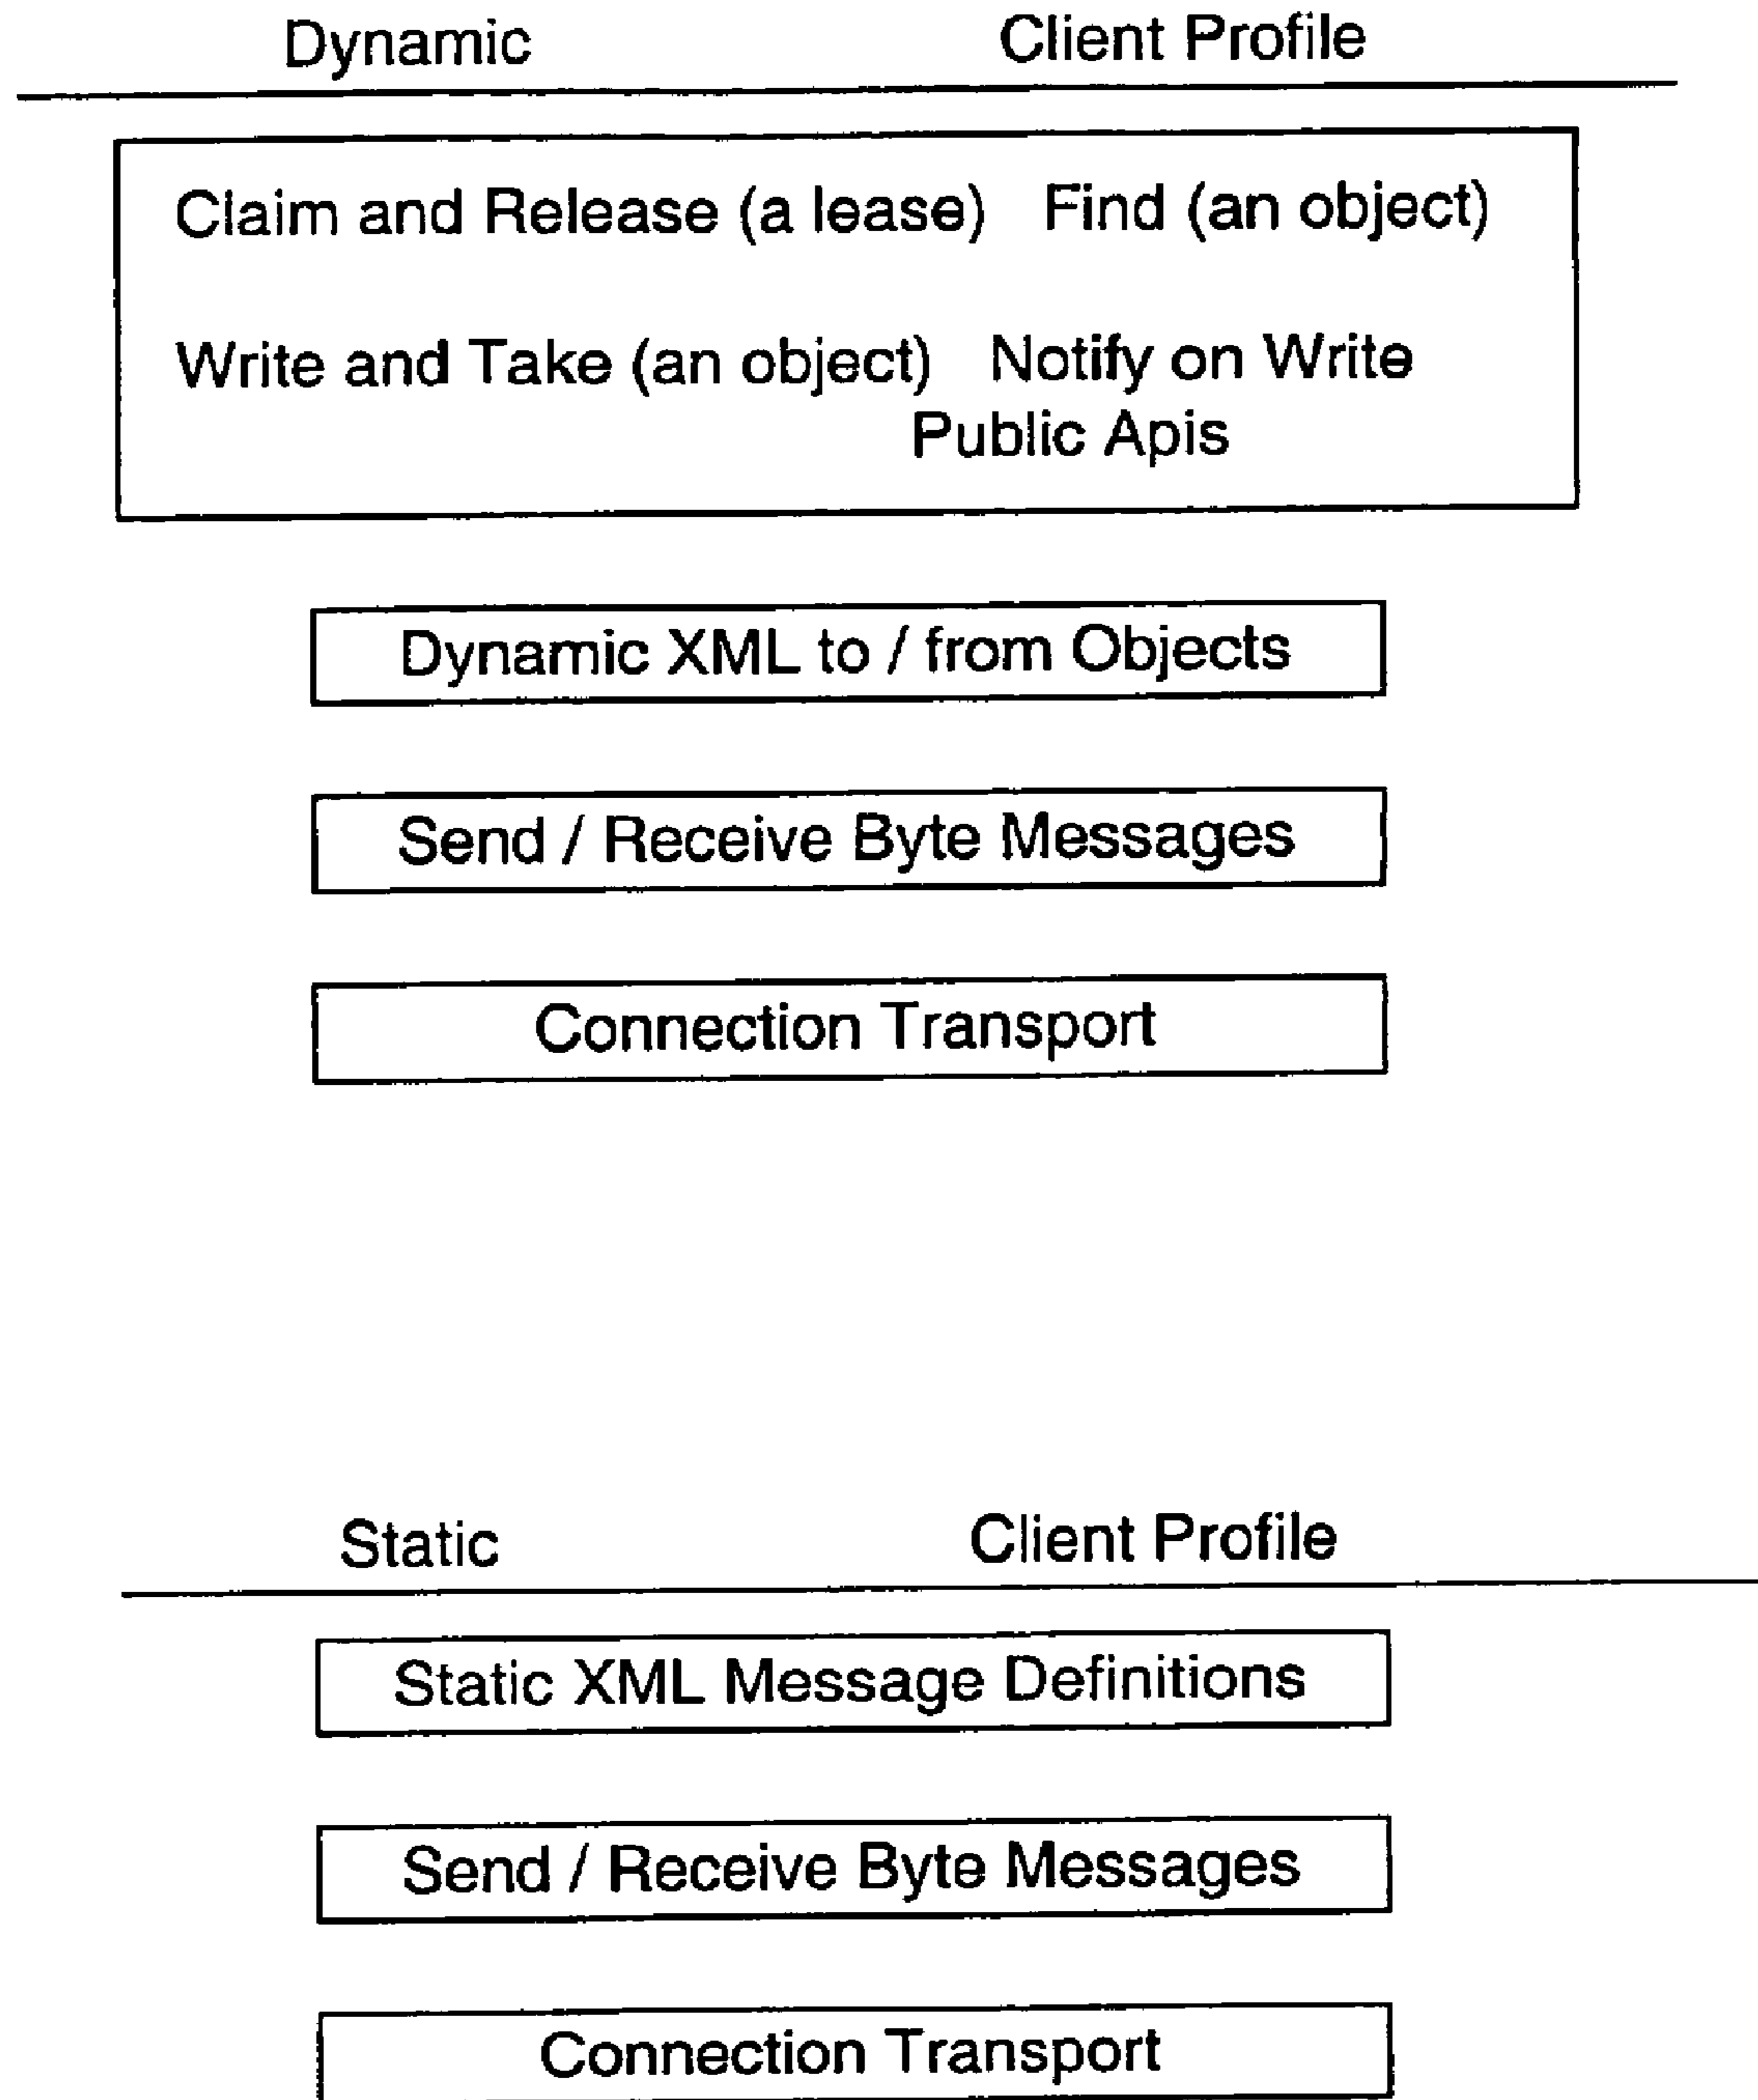 Dynamic Client Profile
Claim and Release (a lease) Find (an object)
Write and Take (an object) Notify on Write
Public Apis
Dynamic XML to / from Objects
Send / Receive Byte Messages
Connection Transport
Static Client Profile
Static XML Message Definitions
Send / Receive Byte Messages
Connection Transport